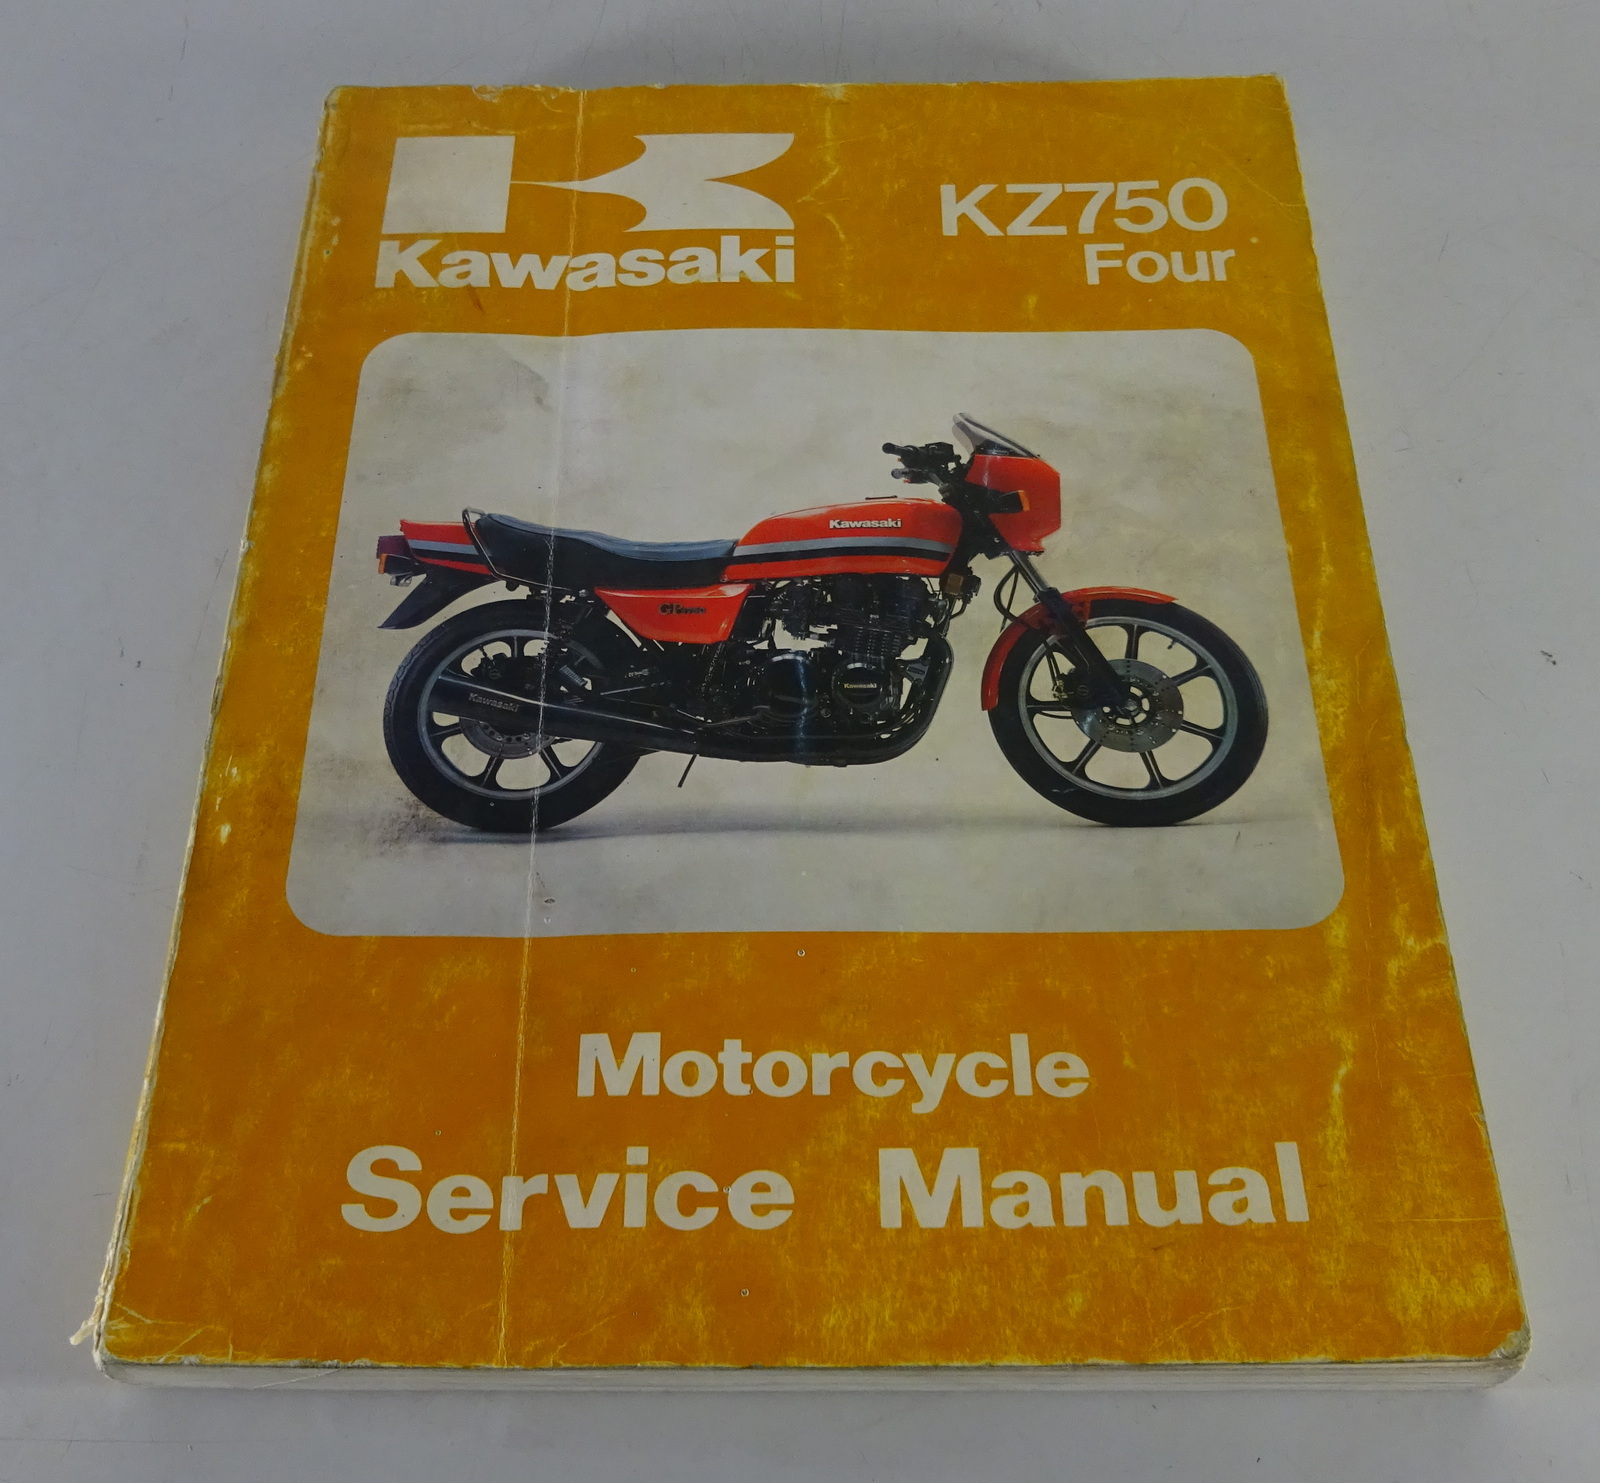 Kawasaki
KZ750
Four
Kawasaki
Kawasaki
Kawasaki
Motorcycle
Service Manual